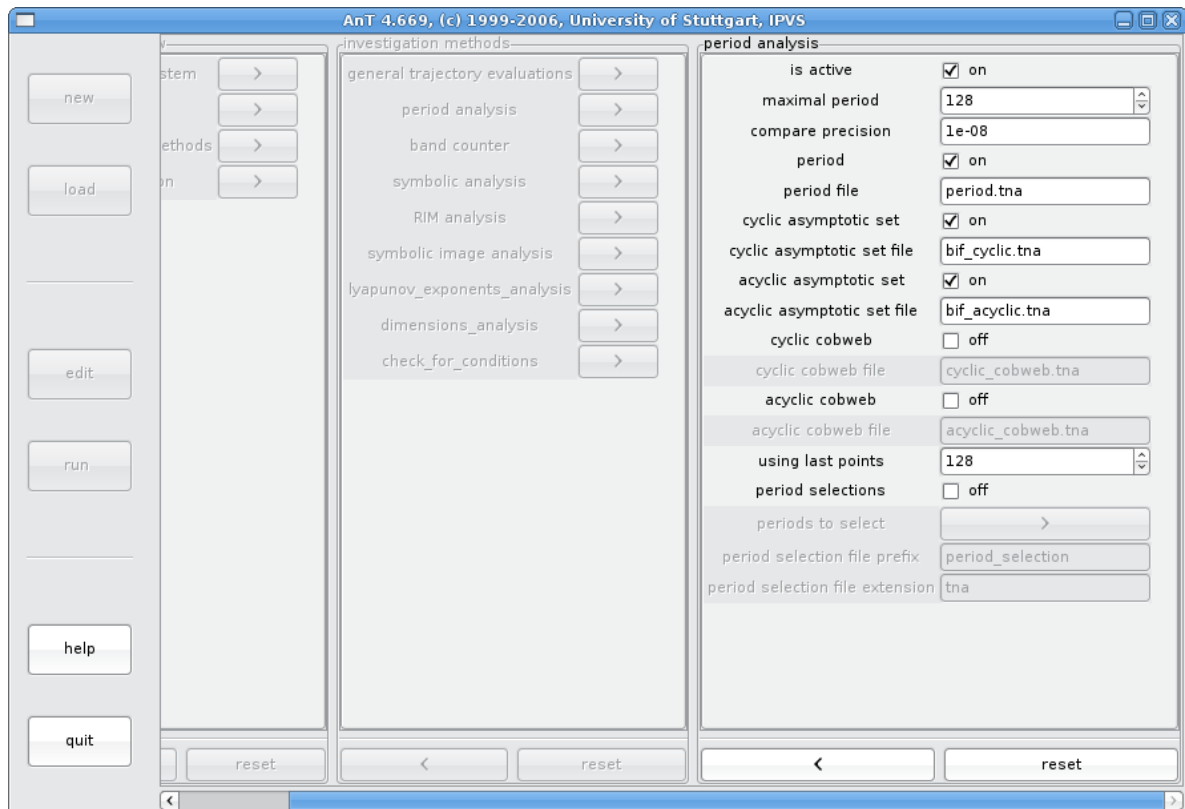 AnT 4.669, (c) 1999-2006, University of Stuttgart, IPVS
new
load
edit
run
help
quit
stem >
>
ethods >
on >
reset
investigation methods
general trajectory evaluations >
period analysis >
band counter >
symbolic analysis >
RIM analysis >
symbolic image analysis >
lyapunov_exponents_analysis >
dimensions_analysis >
check_for_conditions >
< reset
period analysis
is active on
maximal period 128
compare precision 1e-08
period on
period file period.tna
cyclic asymptotic set on
cyclic asymptotic set file bif_cyclic.tna
acyclic asymptotic set on
acyclic asymptotic set file bif_acyclic.tna
cyclic cobweb off
cyclic cobweb file cyclic_cobweb.tna
acyclic cobweb off
acyclic cobweb file acyclic_cobweb.tna
using last points 128
period selections off
periods to select >
period selection file prefix period_selection
period selection file extension tna
< reset